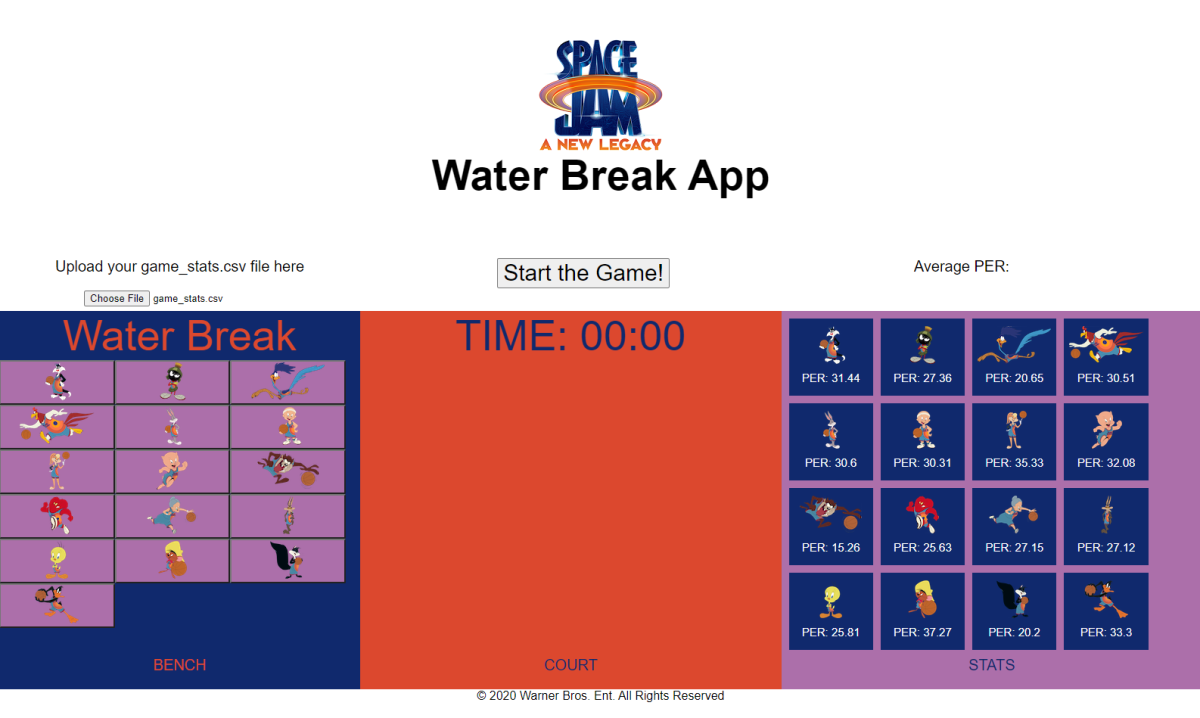 SPACE
JAM
A NEW LEGACY
Water Break App
Upload your game_stats.csv file here
Choose File game_stats.csv
Start the Game!
Average PER:
Water Break
BENCH
TIME: 00:00
COURT
PER: 31.44 PER: 27.36 PER: 20.65 PER: 30.51
PER: 30.6 PER: 30.31 PER: 35.33 PER: 32.08
PER: 15.26 PER: 25.63 PER: 27.15 PER: 27.12
PER: 25.81 PER: 37.27 PER: 20.2 PER: 33.3
STATS
© 2020 Warner Bros. Ent. All Rights Reserved